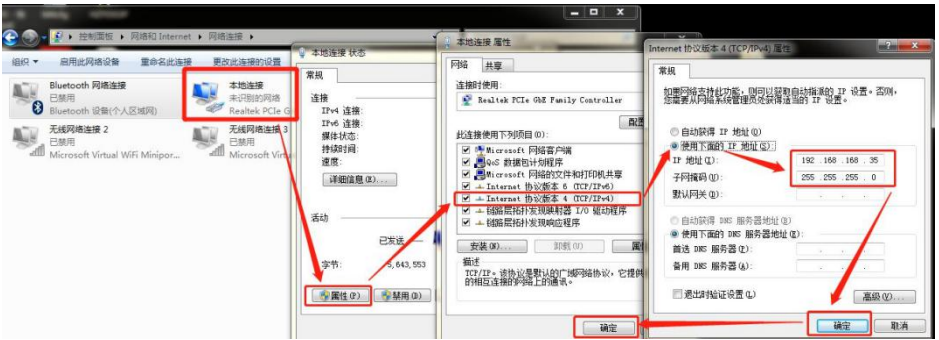 控制面板 ▸ 网络和 Internet ▸ 网络连接 ▸
组织 ▼ 启用此网络设备 重命名此连接 更改此连接的设置
Bluetooth 网络连接
已禁用
Bluetooth 设备(个人区域网)
本地连接
未识别的网络
Realtek PCIe G
无线网络连接 2
已禁用
Microsoft Virtual WiFi Minipor...
无线网络连接 3
已禁用
Microsoft Virtu
本地连接 状态
常规
连接
IPv4 连接:
IPv6 连接:
媒体状态:
持续时间:
速度:
详细信息(E)...
活动
已发送
字节:
5,643,553
属性(P)
禁用(D)
本地连接 属性
网络 共享
连接时使用:
Realtek PCIe GbE Family Controller
此连接使用下列项目(O):
Microsoft 网络客户端
QoS 数据包计划程序
Microsoft 网络的文件和打印机共享
Internet 协议版本 6 (TCP/IPv6)
Internet 协议版本 4 (TCP/IPv4)
链路层拓扑发现映射器 I/O 驱动程序
链路层拓扑发现响应程序
安装(N)...
卸载(U)
描述
TCP/IP。该协议是默认的广域网络协议，它提供
的相互连接的网络上的通讯。
确定
Internet 协议版本 4 (TCP/IPv4) 属性
常规
如果网络支持此功能，则可以获取自动指派的 IP 设置。否则，
您需要从网络系统管理员处获得适当的 IP 设置。
自动获得 IP 地址(O)
使用下面的 IP 地址(S):
IP 地址(I): 192 .168 .168 . 35
子网掩码(U): 255 .255 .255 . 0
默认网关(D):
自动获得 DNS 服务器地址(B)
使用下面的 DNS 服务器地址(E):
首选 DNS 服务器(P):
备用 DNS 服务器(A):
退出时验证设置(L)
高级(V)...
确定
取消